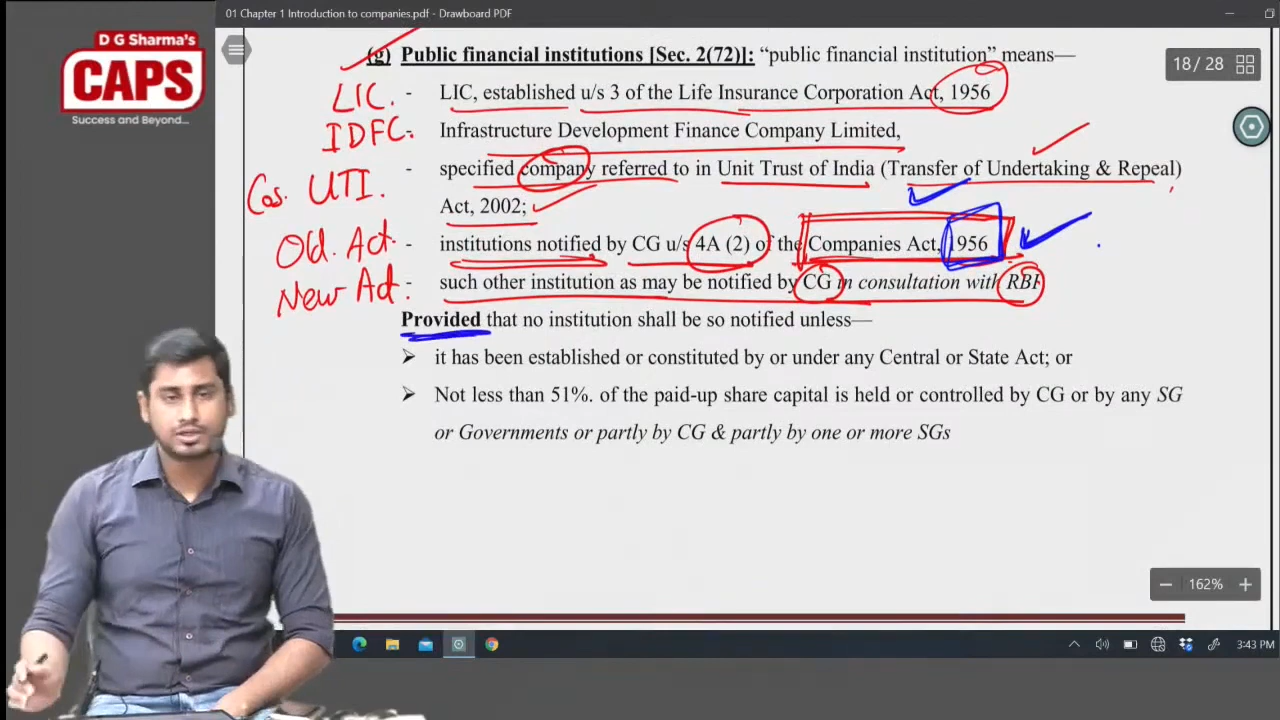 01 Chapter 1 Introduction to companies.pdf - Drawboard PDF
D G SHARMA's
CAPS
Success and Beyond...
18 / 28
(g) Public financial institutions [Sec. 2(72)]: “public financial institution” means—
LIC. - LIC, established u/s 3 of the Life Insurance Corporation Act, 1956
IDFC. - Infrastructure Development Finance Company Limited,
Cos. UTI. - specified company referred to in Unit Trust of India (Transfer of Undertaking & Repeal)
Act, 2002;
Old. Act. - institutions notified by CG u/s 4A (2) of the Companies Act, 1956
New Act. - such other institution as may be notified by CG in consultation with RBI
Provided that no institution shall be so notified unless—
➢ it has been established or constituted by or under any Central or State Act; or
➢ Not less than 51%. of the paid-up share capital is held or controlled by CG or by any SG
or Governments or partly by CG & partly by one or more SGs
162%
3:43 PM